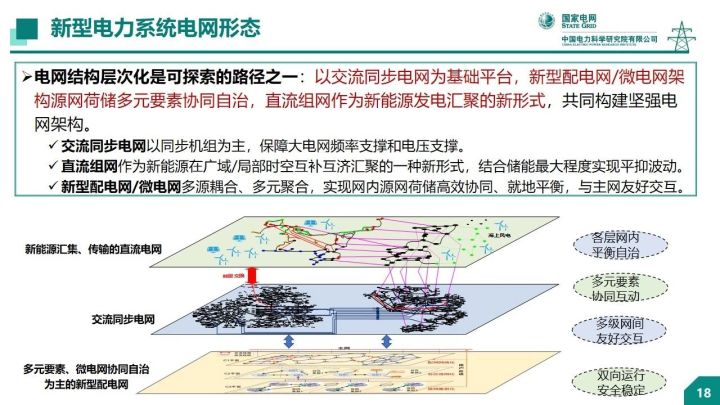 新型电力系统电网形态
国家电网
STATE GRID
中国电力科学研究院有限公司
CHINA ELECTRIC POWER RESEARCH INSTITUTE
➢电网结构层次化是可探索的路径之一：以交流同步电网为基础平台，新型配电网/微电网架
构源网荷储多元要素协同自治，直流组网作为新能源发电汇聚的新形式，共同构建坚强电
网架构。
✓交流同步电网以同步机组为主，保障大电网频率支撑和电压支撑。
✓直流组网作为新能源在广域/局部时空互补互济汇聚的一种新形式，结合储能最大程度实现平抑波动。
✓新型配电网/微电网多源耦合、多元聚合，实现网内源网荷储高效协同、就地平衡，与主网友好交互。
新能源汇集、传输的直流电网
海上风电
各层网内
平衡自治
多元要素
协同互动
交流同步电网
多级网间
友好交互
主网
多元要素、微电网协同自治
为主的新型配电网
双向运行
安全稳定
18